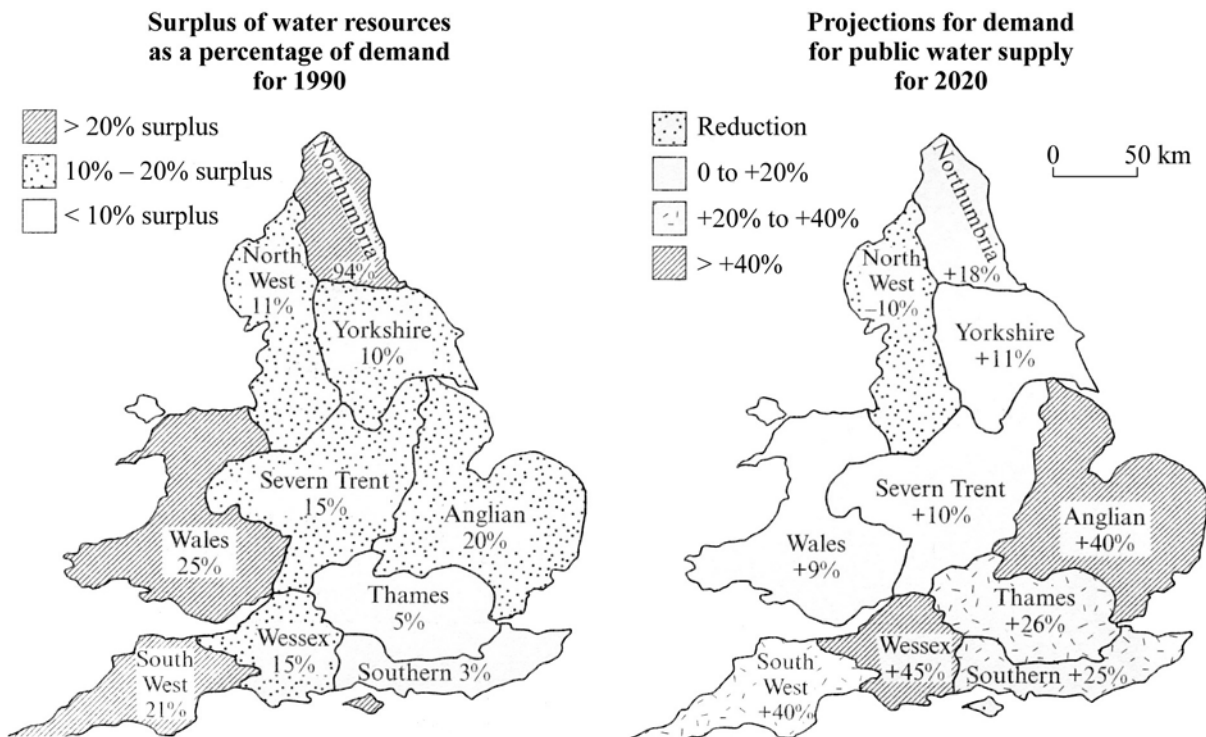 Surplus of water resources
as a percentage of demand
for 1990
> 20% surplus
10% – 20% surplus
< 10% surplus
Northumbria
94%
North
West
11%
Yorkshire
10%
Severn Trent
15%
Anglian
20%
Wales
25%
Thames
5%
Wessex
15%
Southern 3%
South
West
21%
Projections for demand
for public water supply
for 2020
Reduction
0 to +20%
+20% to +40%
> +40%
0 50 km
Northumbria
+18%
North
West
–10%
Yorkshire
+11%
Severn Trent
+10%
Anglian
+40%
Wales
+9%
Thames
+26%
Wessex
+45%
Southern +25%
South
West
+40%